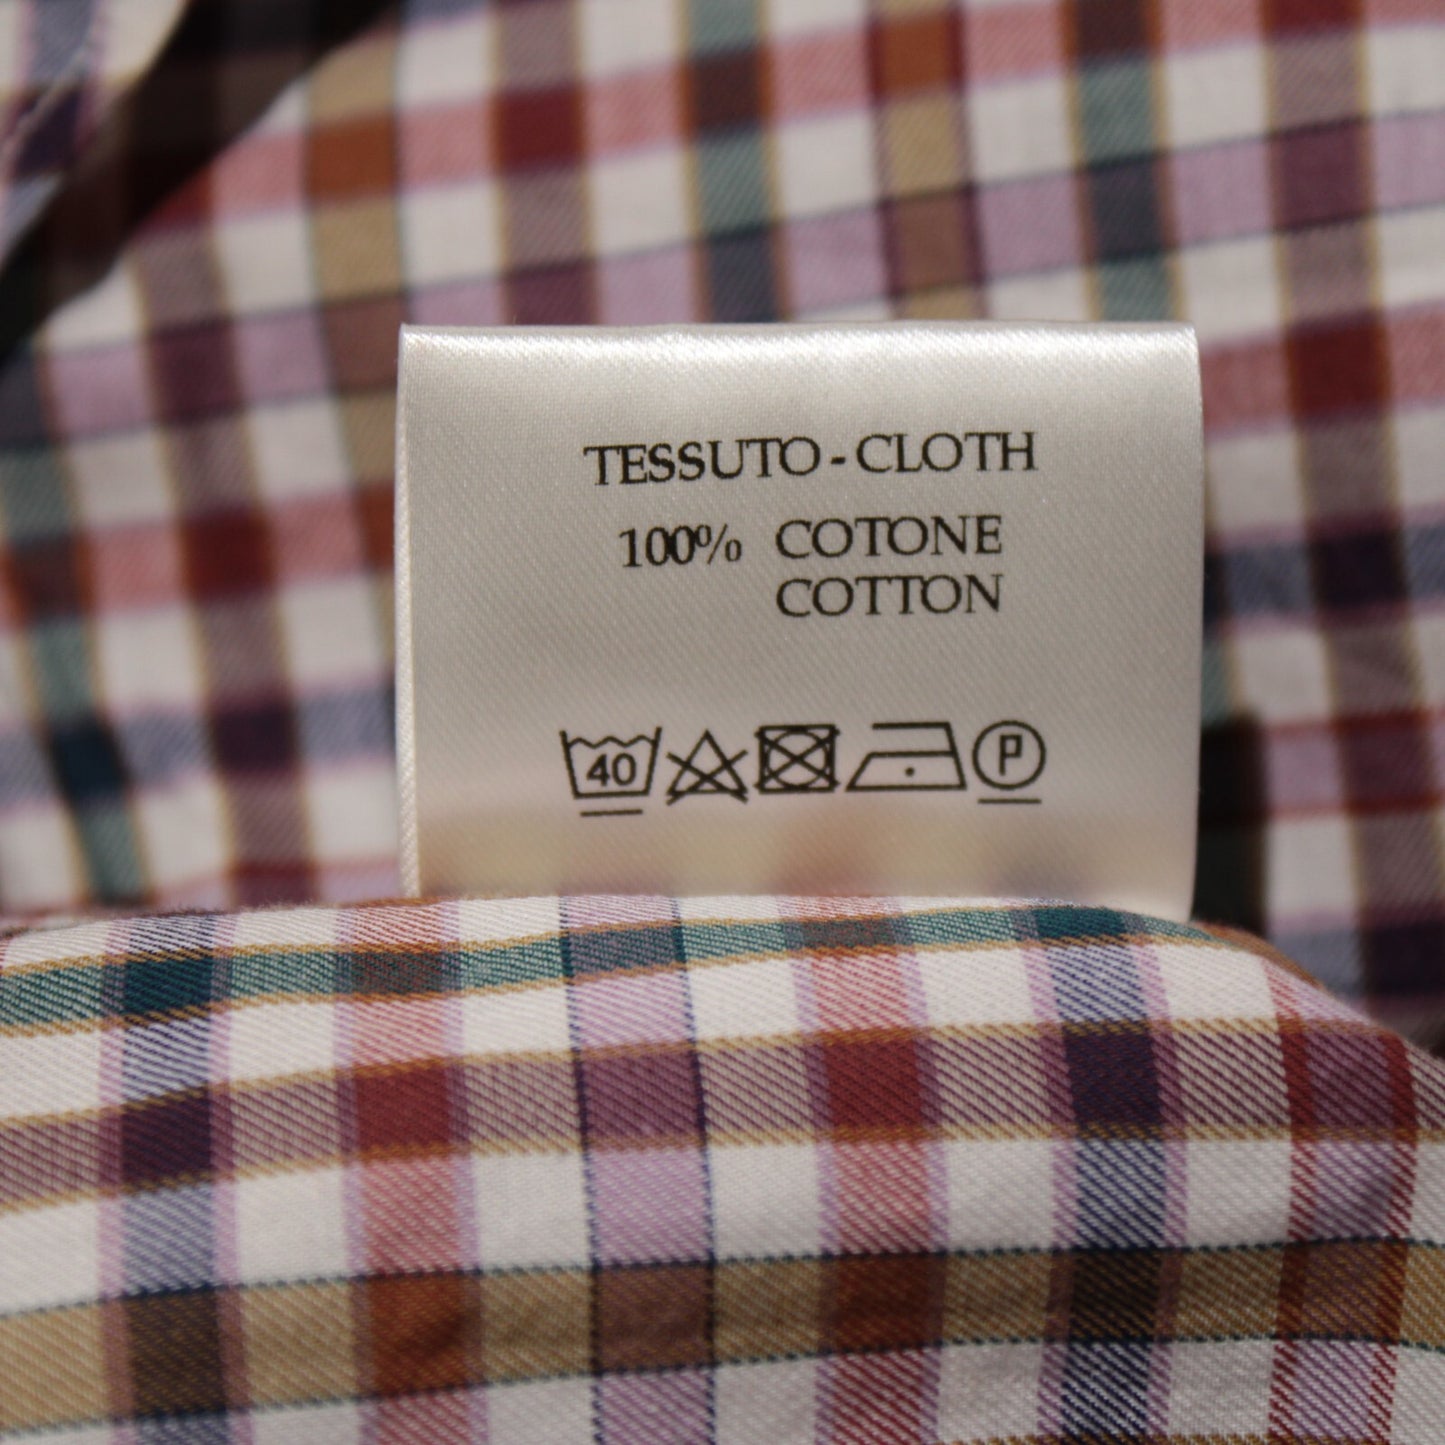 TESSUTO - CLOTH
100% COTONE
COTTON
40 P